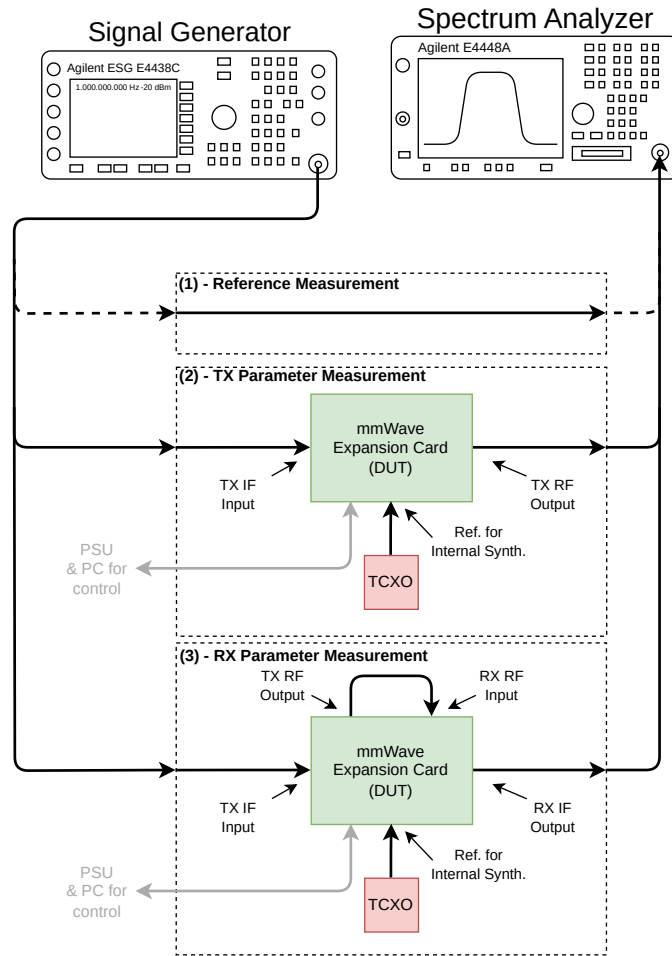 Signal Generator
Spectrum Analyzer
Agilent ESG E4438C
1.000.000.000 Hz -20 dBm
Agilent E4448A
(1) - Reference Measurement
(2) - TX Parameter Measurement
mmWave
Expansion Card
(DUT)
TX IF
Input
TX RF
Output
Ref. for
Internal Synth.
PSU
& PC for
control
TCXO
(3) - RX Parameter Measurement
TX RF
Output
RX RF
Input
mmWave
Expansion Card
(DUT)
TX IF
Input
RX IF
Output
Ref. for
Internal Synth.
PSU
& PC for
control
TCXO